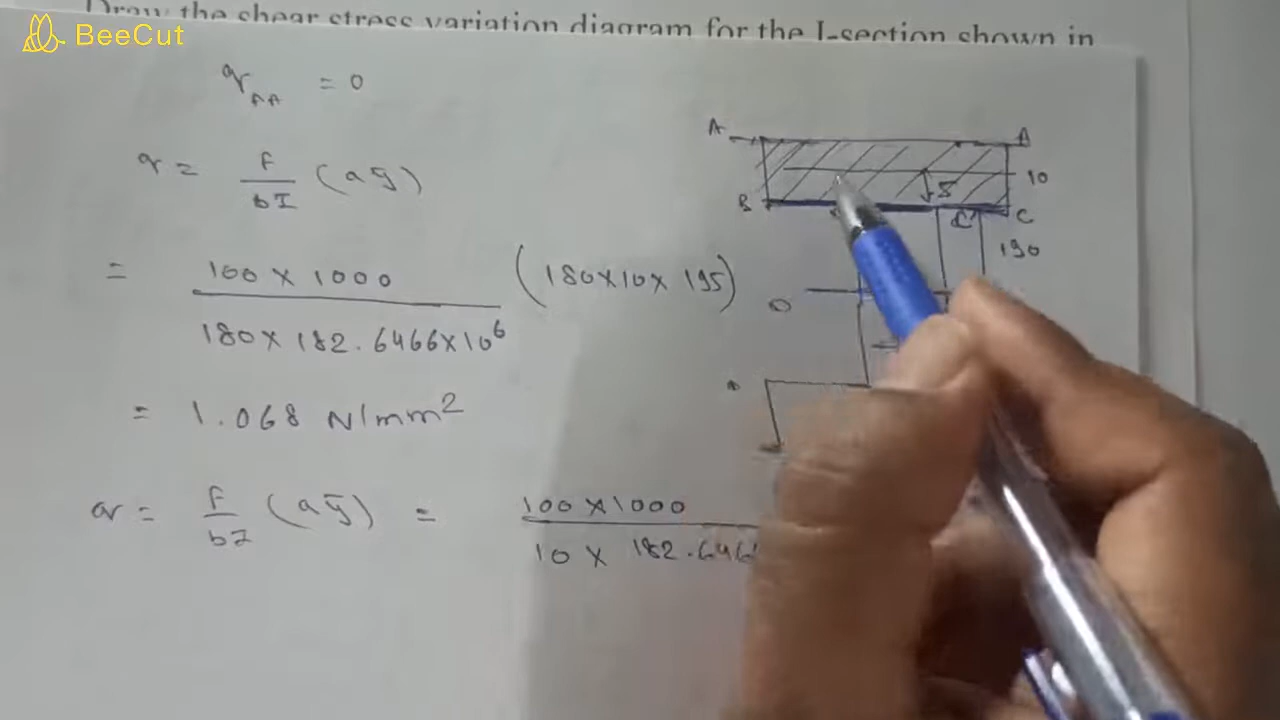 Draw the shear stress variation diagram for the I-section shown in
BeeCut
q_AA = 0
q = F/bI (aȳ)
= 100 × 1000 / 180 × 182.6466 × 10^6 (180×10×195)
= 1.068 N/mm2
q = F/bI (aȳ) = 100 × 1000 / 10 × 182.646
A A
10
5
B C' C
190
O